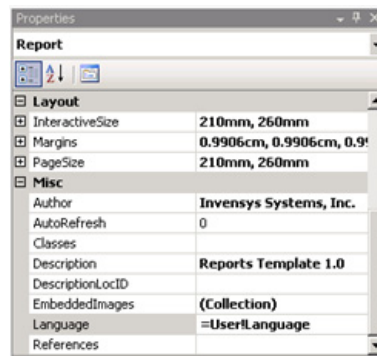 Properties
Report
Layout
InteractiveSize 210mm, 260mm
Margins 0.9906cm, 0.9906cm, 0.99
PageSize 210mm, 260mm
Misc
Author Invensys Systems, Inc.
AutoRefresh 0
Classes
Description Reports Template 1.0
DescriptionLocID
EmbeddedImages (Collection)
Language =User!Language
References